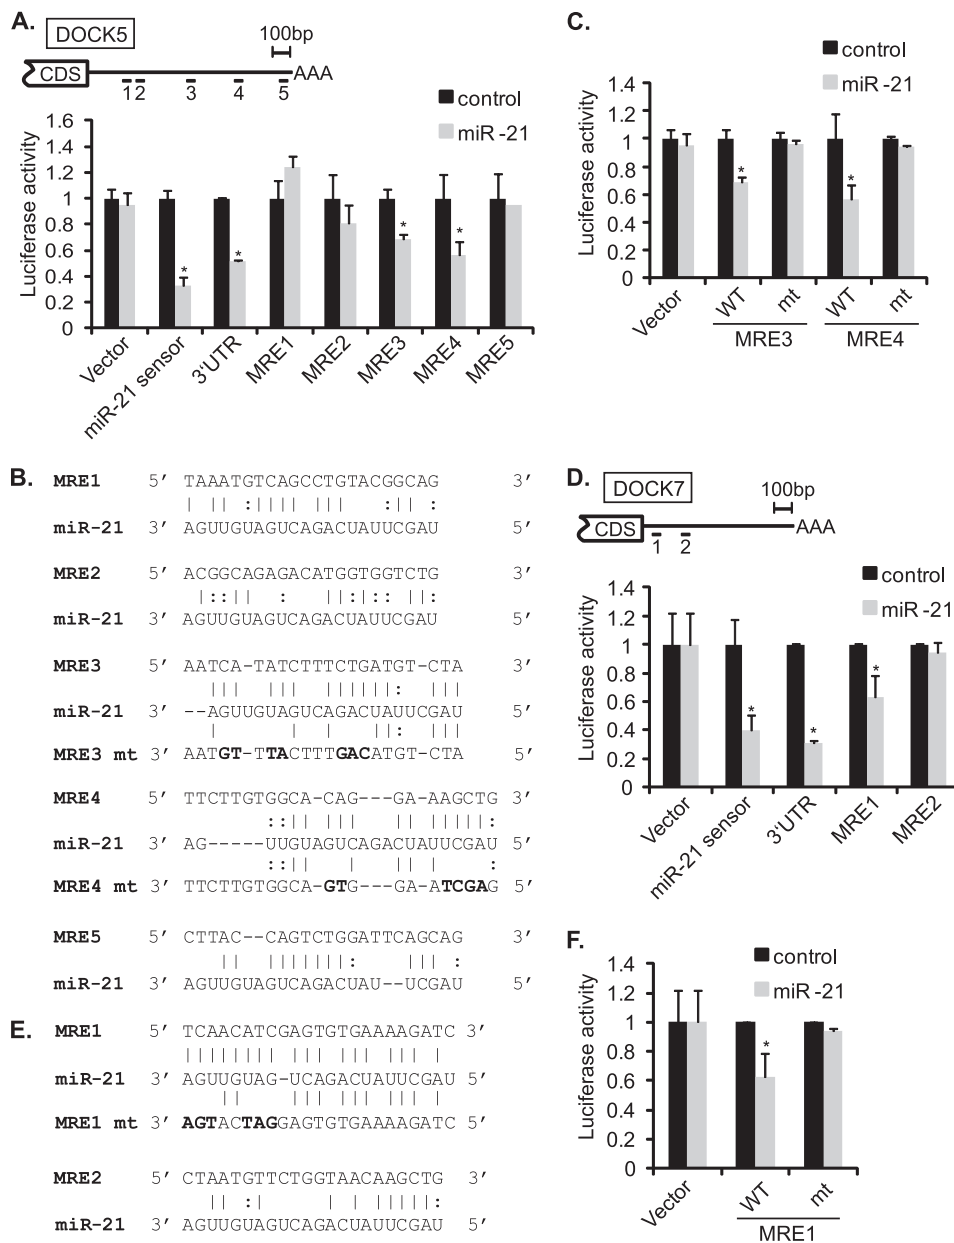 A.
DOCK5
100bp
CDS
AAA
1 2 3 4 5
control
miR-21
Luciferase activity
1.6
1.4
1.2
1
0.8
0.6
0.4
0.2
0
* * * *
Vector
miR-21 sensor
3'UTR
MRE1
MRE2
MRE3
MRE4
MRE5
C.
control
miR-21
Luciferase activity
1.4
1.2
1
0.8
0.6
0.4
0.2
0
* *
Vector
WT
mt
WT
mt
MRE3
MRE4
B.
MRE1 5' TAAATGTCAGCCTGTACGGCAG 3'
miR-21 3' AGUUGUAGUCAGACUAUUCGAU 5'
MRE2 5' ACGGCAGAGACATGGTGGTCTG 3'
miR-21 3' AGUUGUAGUCAGACUAUUCGAU 5'
MRE3 5' AATCA-TATCTTTCTGATGT-CTA 3'
miR-21 3' --AGUUGUAGUCAGACUAUUCGAU 5'
MRE3 mt 3' AATGT-TTACTTTGACATGT-CTA 5'
MRE4 5' TTCTTGTGGCA-CAG---GA-AAGCTG 3'
miR-21 3' AG-----UUGUAGUCAGACUAUUCGAU 5'
MRE4 mt 3' TTCTTGTGGCA-GTG---GA-ATCGAG 5'
MRE5 5' CTTAC--CAGTCTGGATTCAGCAG 3'
miR-21 3' AGUUGUAGUCAGACUAU--UCGAU 5'
D.
DOCK7
100bp
CDS
AAA
1 2
control
miR-21
Luciferase activity
1.4
1.2
1
0.8
0.6
0.4
0.2
0
* * *
Vector
miR-21 sensor
3'UTR
MRE1
MRE2
E.
MRE1 5' TCAACATCGAGTGTGAAAAGATC 3'
miR-21 3' AGUUGUAG-UCAGACUAUUCGAU 5'
MRE1 mt 3' AGTACTAGGAGTGTGAAAAGATC 5'
MRE2 5' CTAATGTTCTGGTAACAAGCTG 3'
miR-21 3' AGUUGUAGUCAGACUAUUCGAU 5'
F.
control
miR-21
Luciferase activity
1.4
1.2
1
0.8
0.6
0.4
0.2
0
*
Vector
WT
mt
MRE1